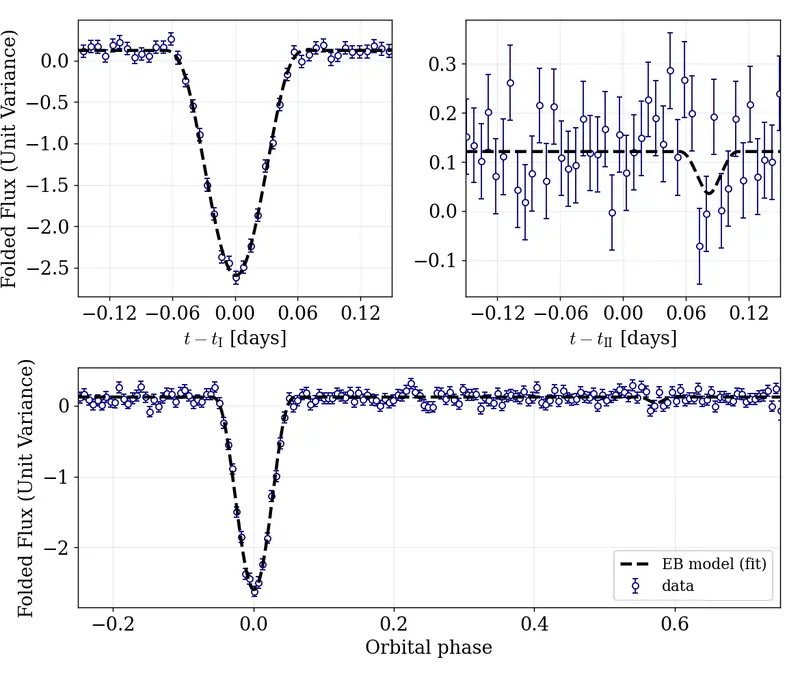 Folded Flux (Unit Variance)
0.0
−0.5
−1.0
−1.5
−2.0
−2.5
−0.12 −0.06 0.00 0.06 0.12
t − tI [days]
0.3
0.2
0.1
0.0
−0.1
−0.12 −0.06 0.00 0.06 0.12
t − tII [days]
Folded Flux (Unit Variance)
0
−1
−2
−0.2 0.0 0.2 0.4 0.6
Orbital phase
EB model (fit)
data